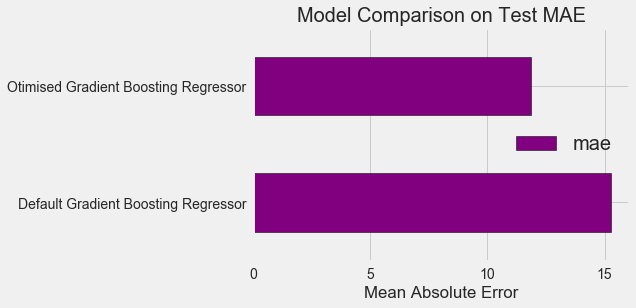 Model Comparison on Test MAE
Otimised Gradient Boosting Regressor
mae
Default Gradient Boosting Regressor
0 5 10 15
Mean Absolute Error